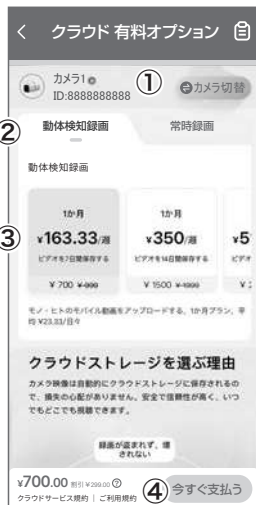 クラウド 有料オプション
カメラ1
ID:8888888888
①
カメラ切替
②
動体検知録画
常時録画
動体検知録画
③
1か月
¥163.33/週
ビデオを7日間保存する
¥ 700 ¥ 999
1か月
¥350/週
ビデオを14日間保存する
¥ 1500 ¥ 1999
¥5
ビデオ
¥
モノ・ヒトのモバイル動画をアップロードする、1か月プラン、平
均 ¥23.33/日々
クラウドストレージを選ぶ理由
カメラ映像は自動的にクラウドストレージに保存されるの
で、損失の心配がありません。安全で信頼性が高く、いつ
でもどこでも視聴できます。
録画が盗まれず、壊
されない
¥700.00 割引 ¥299.00
クラウドサービス規約 | ご利用規約
④
今すぐ支払う